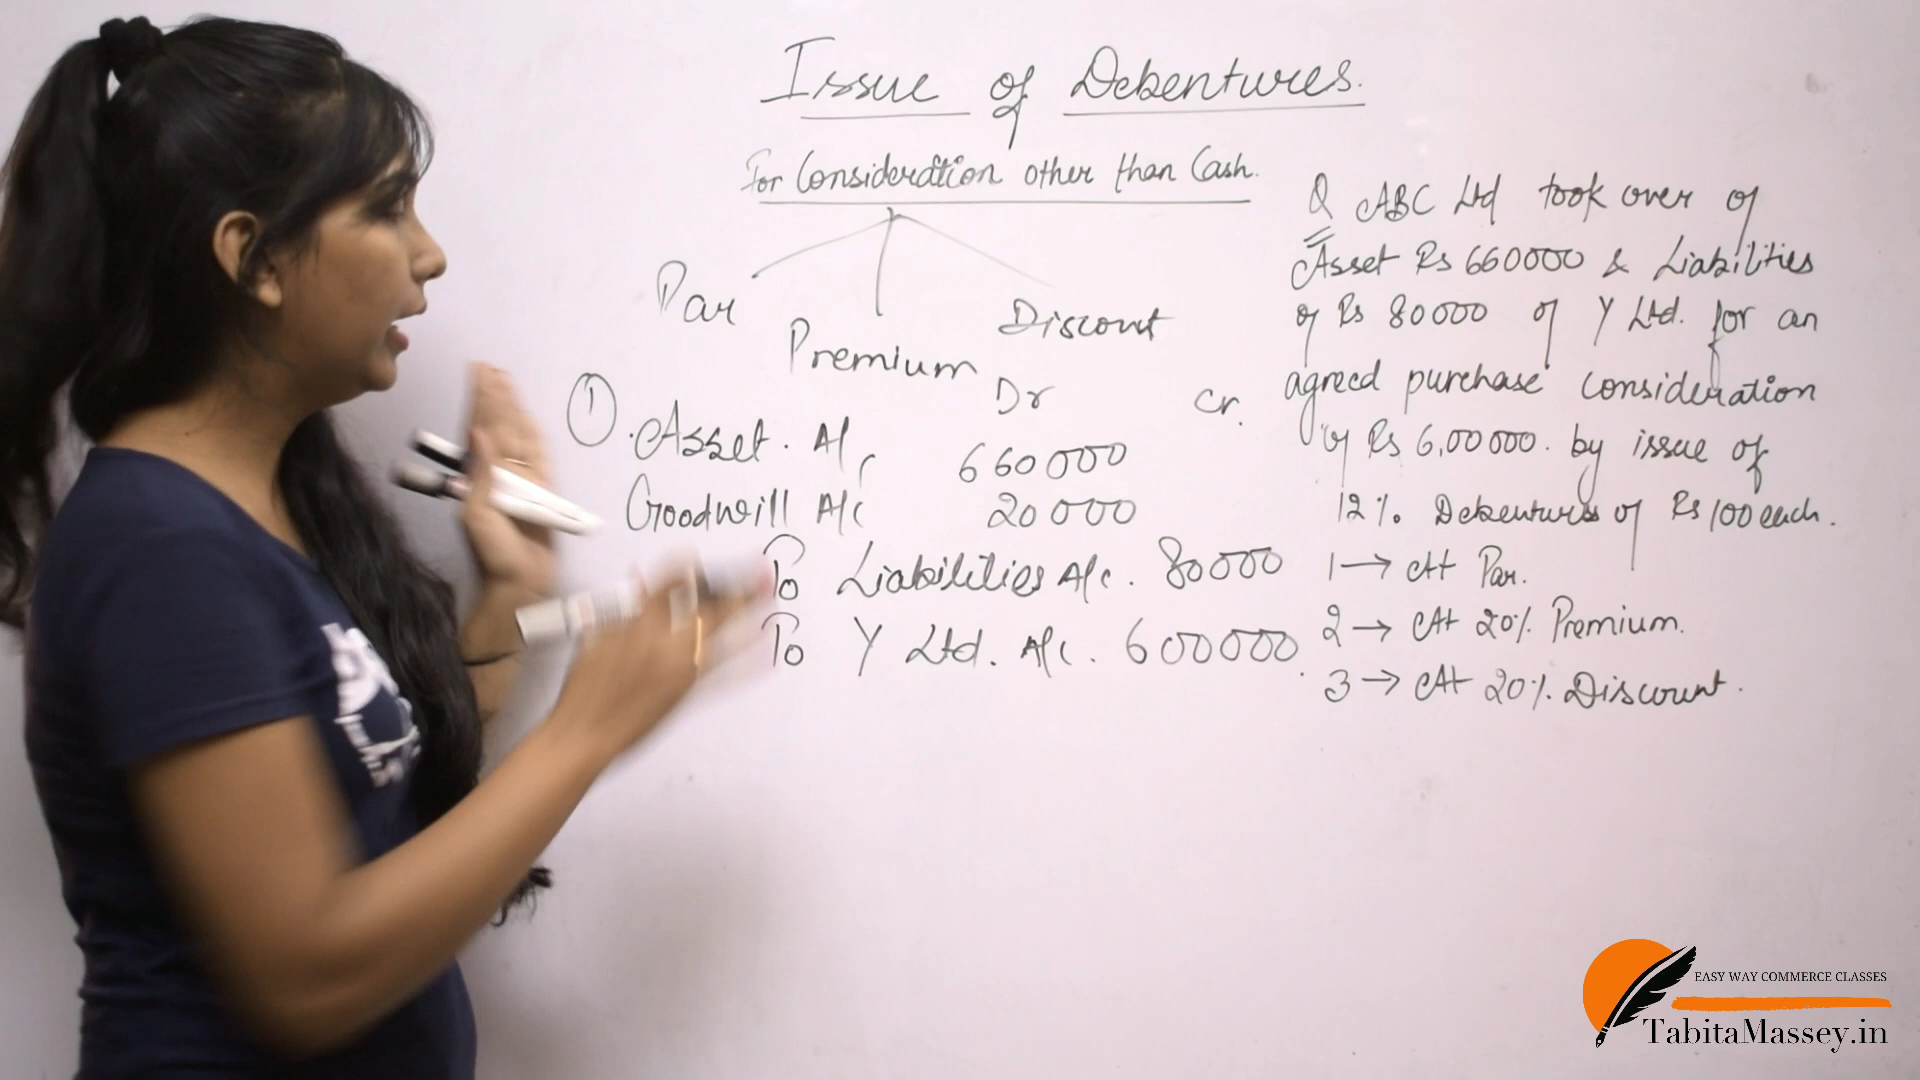 Issue of Debentures.
For Consideration other than Cash.
Par
Premium
Discount
Dr
Cr.
1
Asset. A/c 660000
Goodwill A/c 20000
To Liabilities A/c. 80000
To Y Ltd. A/c. 600000.
Q ABC Ltd took over of
Asset Rs 660000 & Liabilities
of Rs 80000 of Y Ltd. for an
agreed purchase consideration
of Rs 6,00000. by issue of
12%. Debentures of Rs 100 each.
1 → At Par.
2 → At 20%. Premium.
3 → At 20%. Discount.
EASY WAY COMMERCE CLASSES
TabitaMassey.in